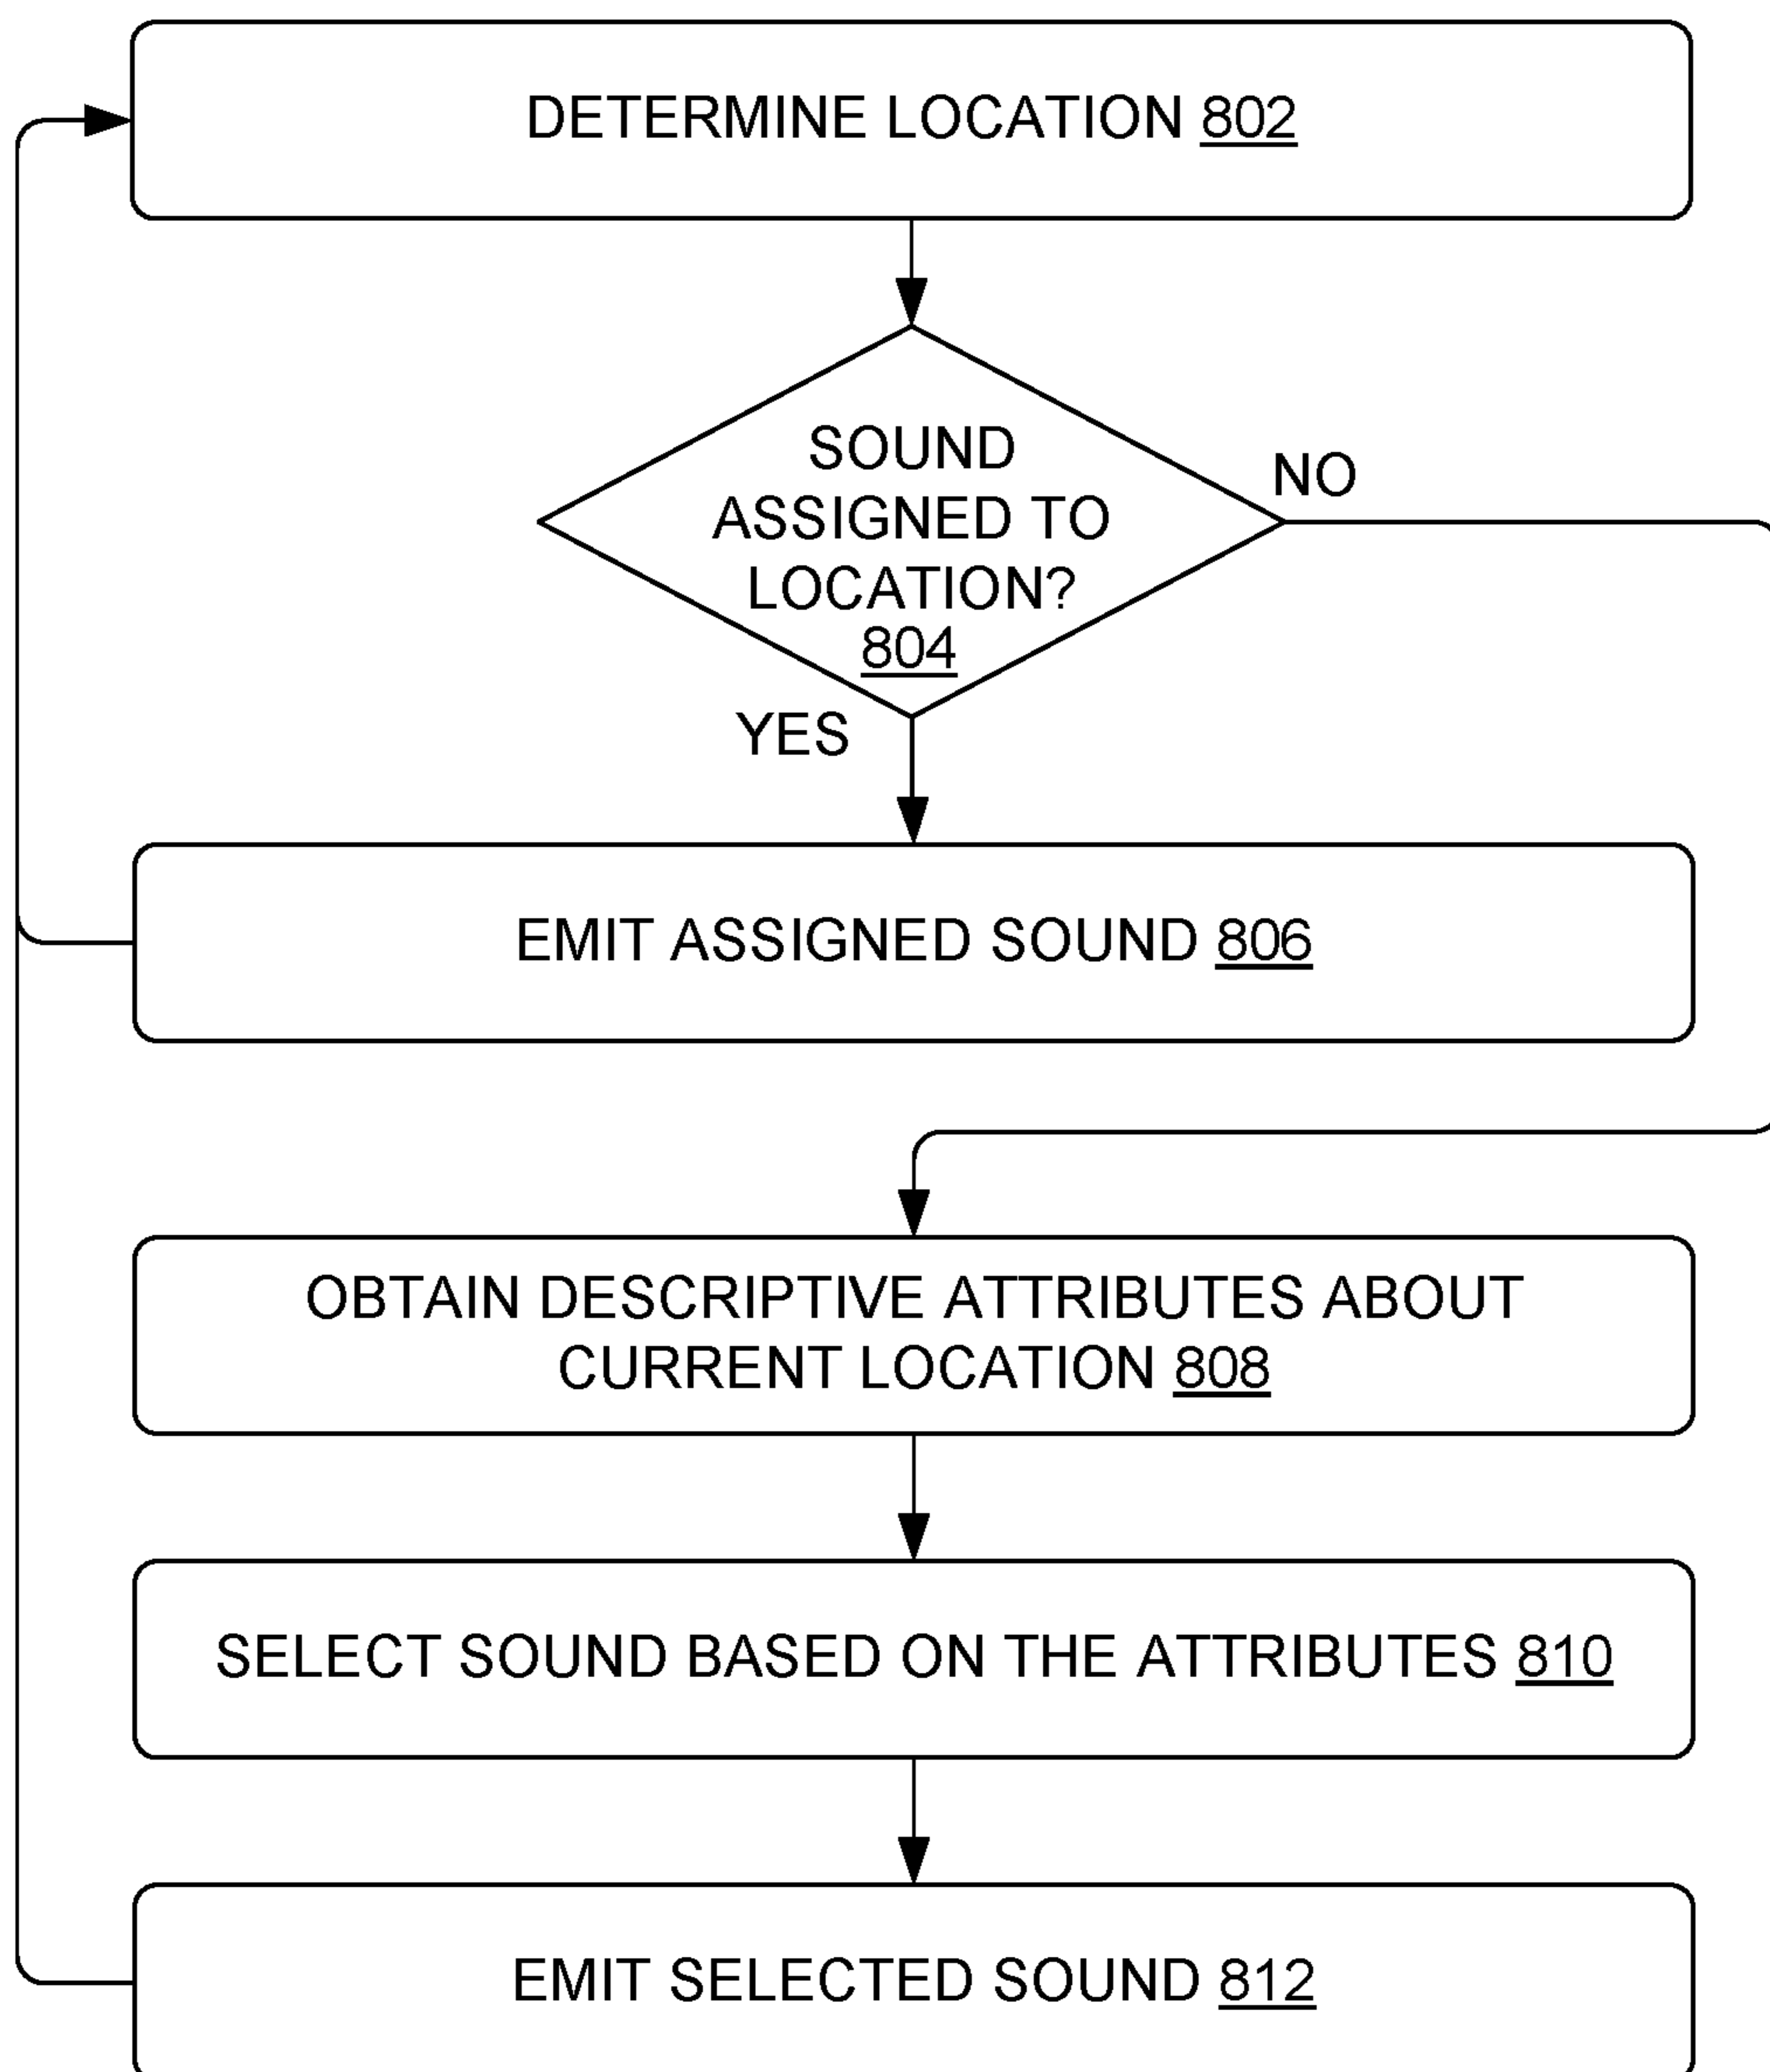 DETERMINE LOCATION 802
SOUND
ASSIGNED TO
LOCATION?
804
NO
YES
EMIT ASSIGNED SOUND 806
OBTAIN DESCRIPTIVE ATTRIBUTES ABOUT
CURRENT LOCATION 808
SELECT SOUND BASED ON THE ATTRIBUTES 810
EMIT SELECTED SOUND 812